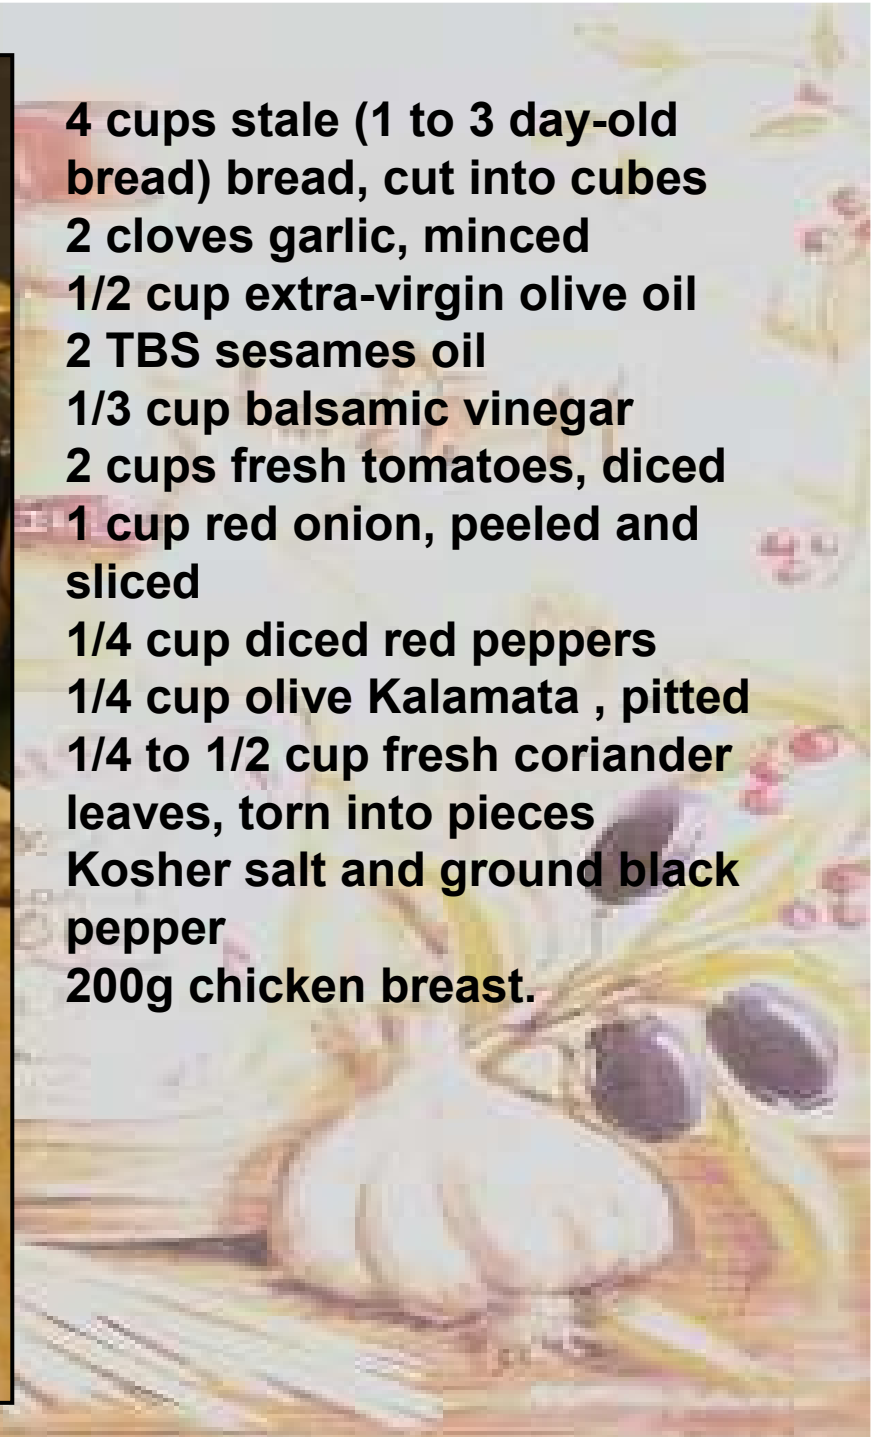 4 cups stale (1 to 3 day-old
bread) bread, cut into cubes
2 cloves garlic, minced
1/2 cup extra-virgin olive oil
2 TBS sesames oil
1/3 cup balsamic vinegar
2 cups fresh tomatoes, diced
1 cup red onion, peeled and
sliced
1/4 cup diced red peppers
1/4 cup olive Kalamata , pitted
1/4 to 1/2 cup fresh coriander
leaves, torn into pieces
Kosher salt and ground black
pepper
200g chicken breast.